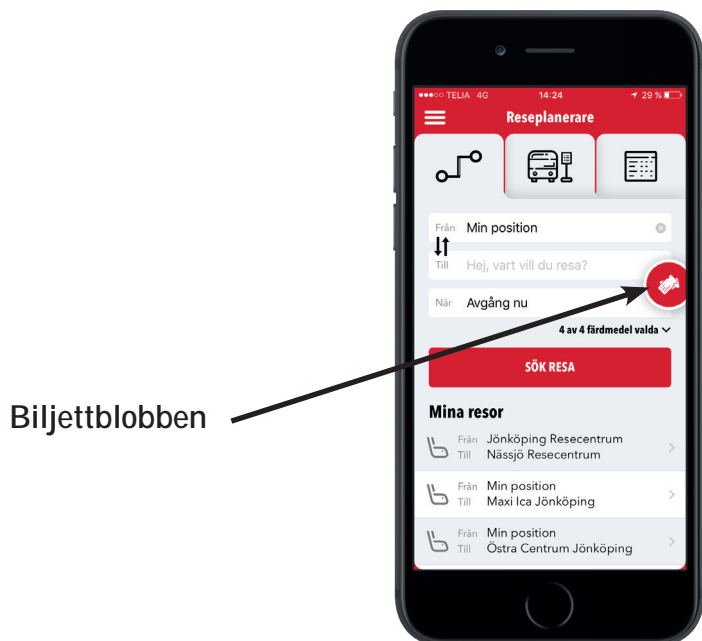 ●●●○○ TELIA 4G 14:24 29 %
Reseplanerare
Från Min position
Till Hej, vart vill du resa?
När Avgång nu
4 av 4 färdmedel valda
SÖK RESA
Biljettblobben
Mina resor
Från Jönköping Resecentrum
Till Nässjö Resecentrum
Från Min position
Till Maxi Ica Jönköping
Från Min position
Till Östra Centrum Jönköping